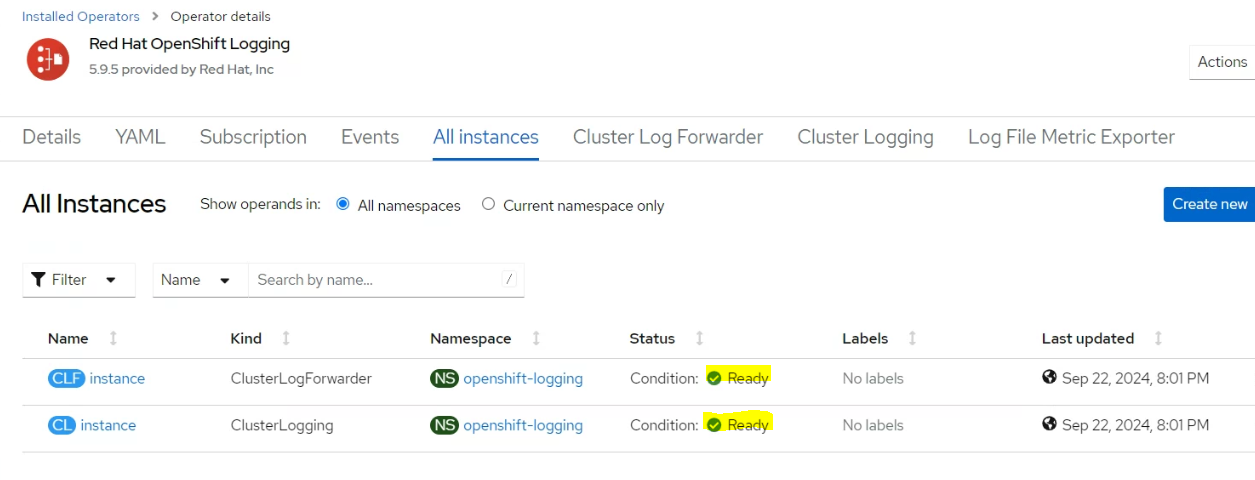 Installed Operators > Operator details
Red Hat OpenShift Logging
5.9.5 provided by Red Hat, Inc
Actions
Details YAML Subscription Events All instances Cluster Log Forwarder Cluster Logging Log File Metric Exporter
All Instances Show operands in: All namespaces Current namespace only
Create new
Filter Name Search by name... /
Name Kind Namespace Status Labels Last updated
CLF instance ClusterLogForwarder NS openshift-logging Condition: Ready No labels Sep 22, 2024, 8:01 PM
CL instance ClusterLogging NS openshift-logging Condition: Ready No labels Sep 22, 2024, 8:01 PM